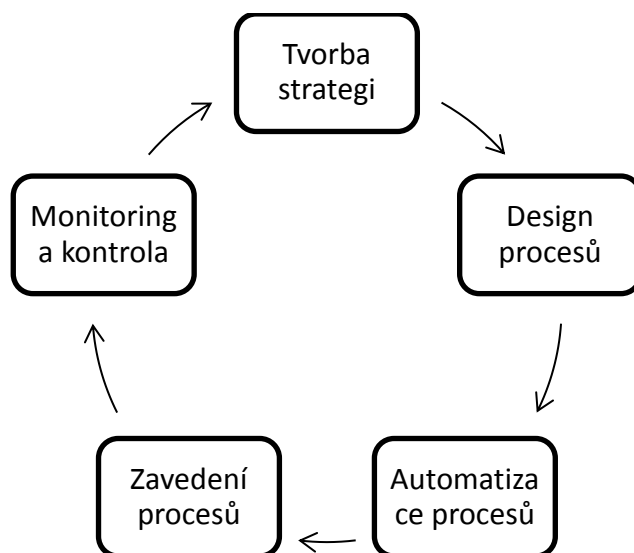 Tvorba
strategi
Design
procesů
Automatiza
ce procesů
Zavedení
procesů
Monitoring
a kontrola